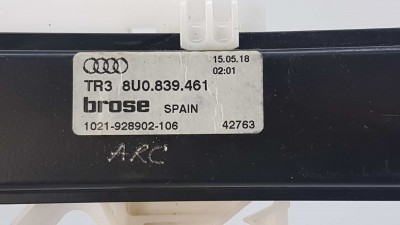 15.05.18
02:01
TR3 8U0.839.461
brose SPAIN
1021-928902-106 42763
ARC